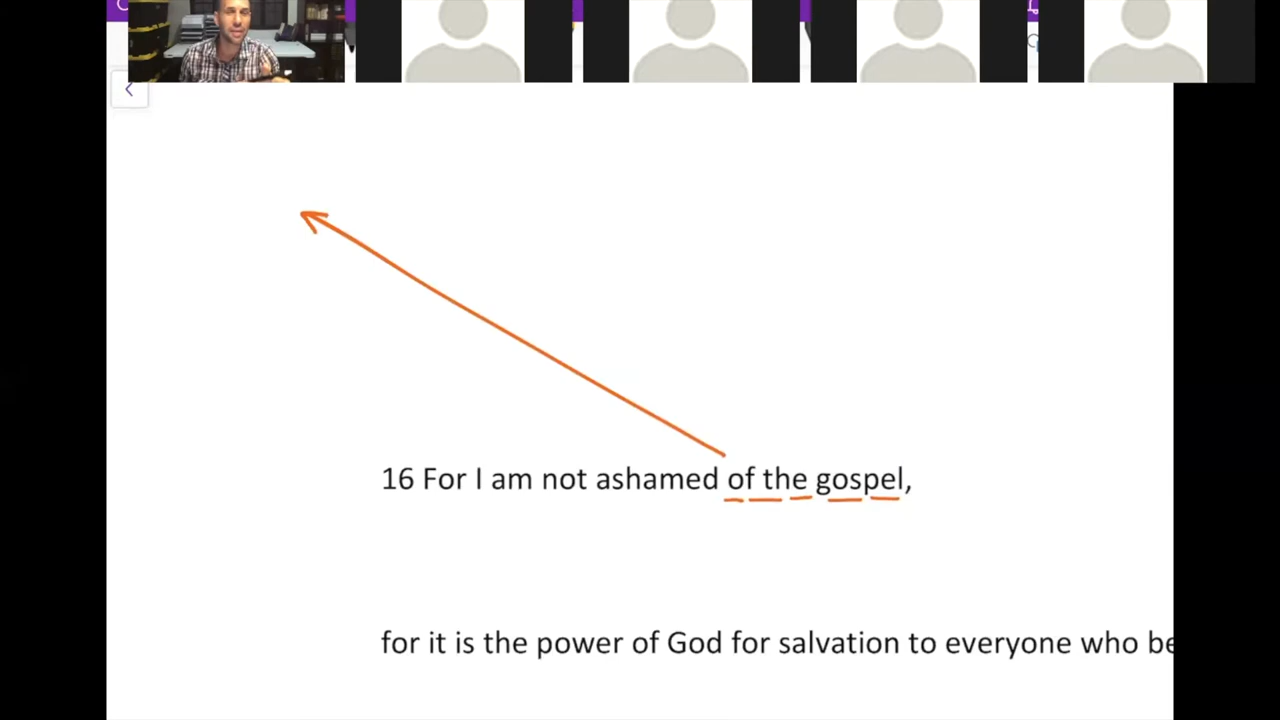 16 For I am not ashamed of the gospel,
for it is the power of God for salvation to everyone who be